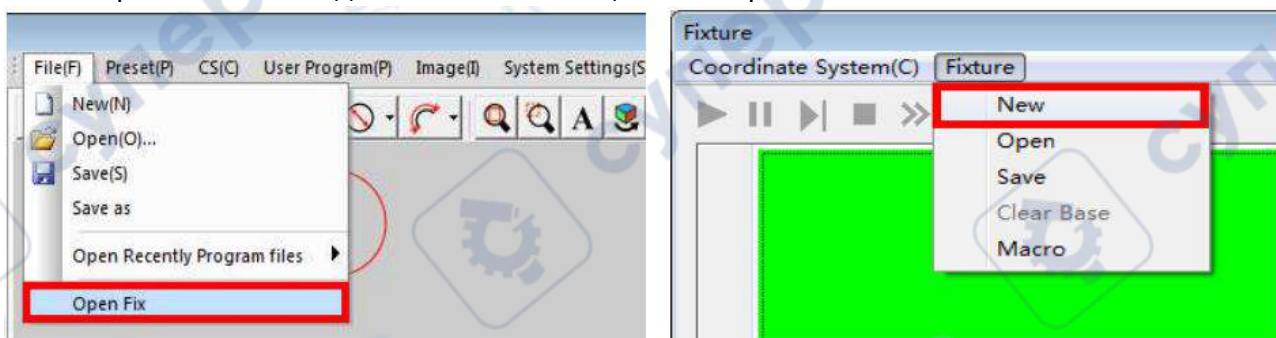 File(F) Preset(P) CS(C) User Program(P) Image(I) System Settings(S
New(N)
Open(O)...
Save(S)
Save as
Open Recently Program files
Open Fix
A
Fixture
Coordinate System(C) Fixture
New
Open
Save
Clear Base
Macro